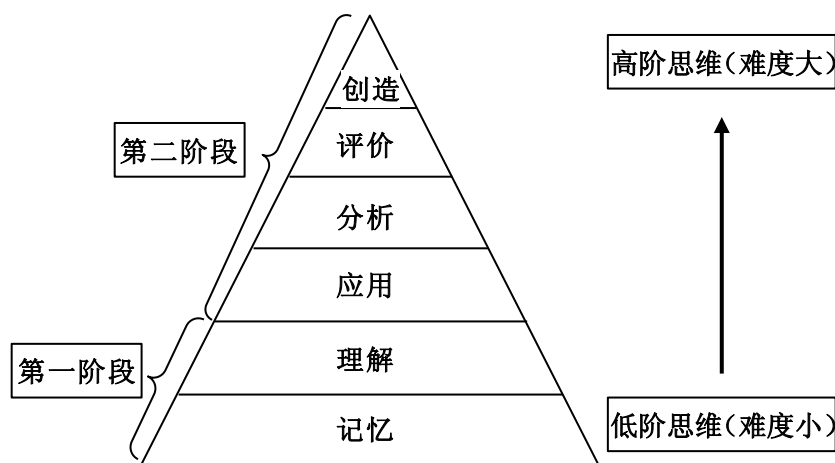 高阶思维（难度大）
创造
第二阶段
评价
分析
应用
第一阶段
理解
记忆
低阶思维（难度小）